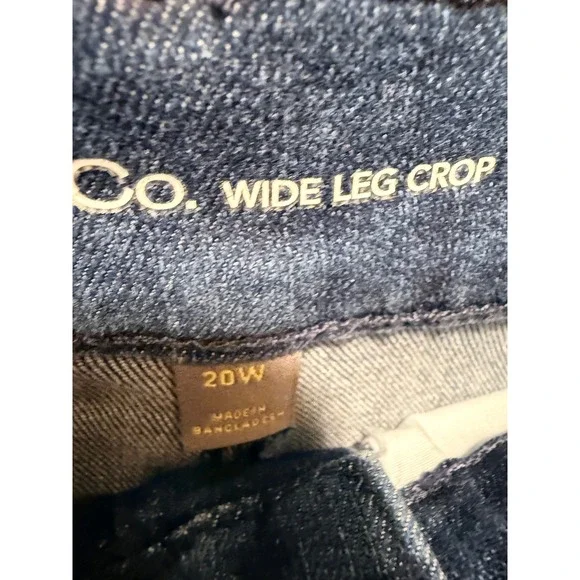 Co. WIDE LEG CROP
20W
MADE IN
BANGLADESH